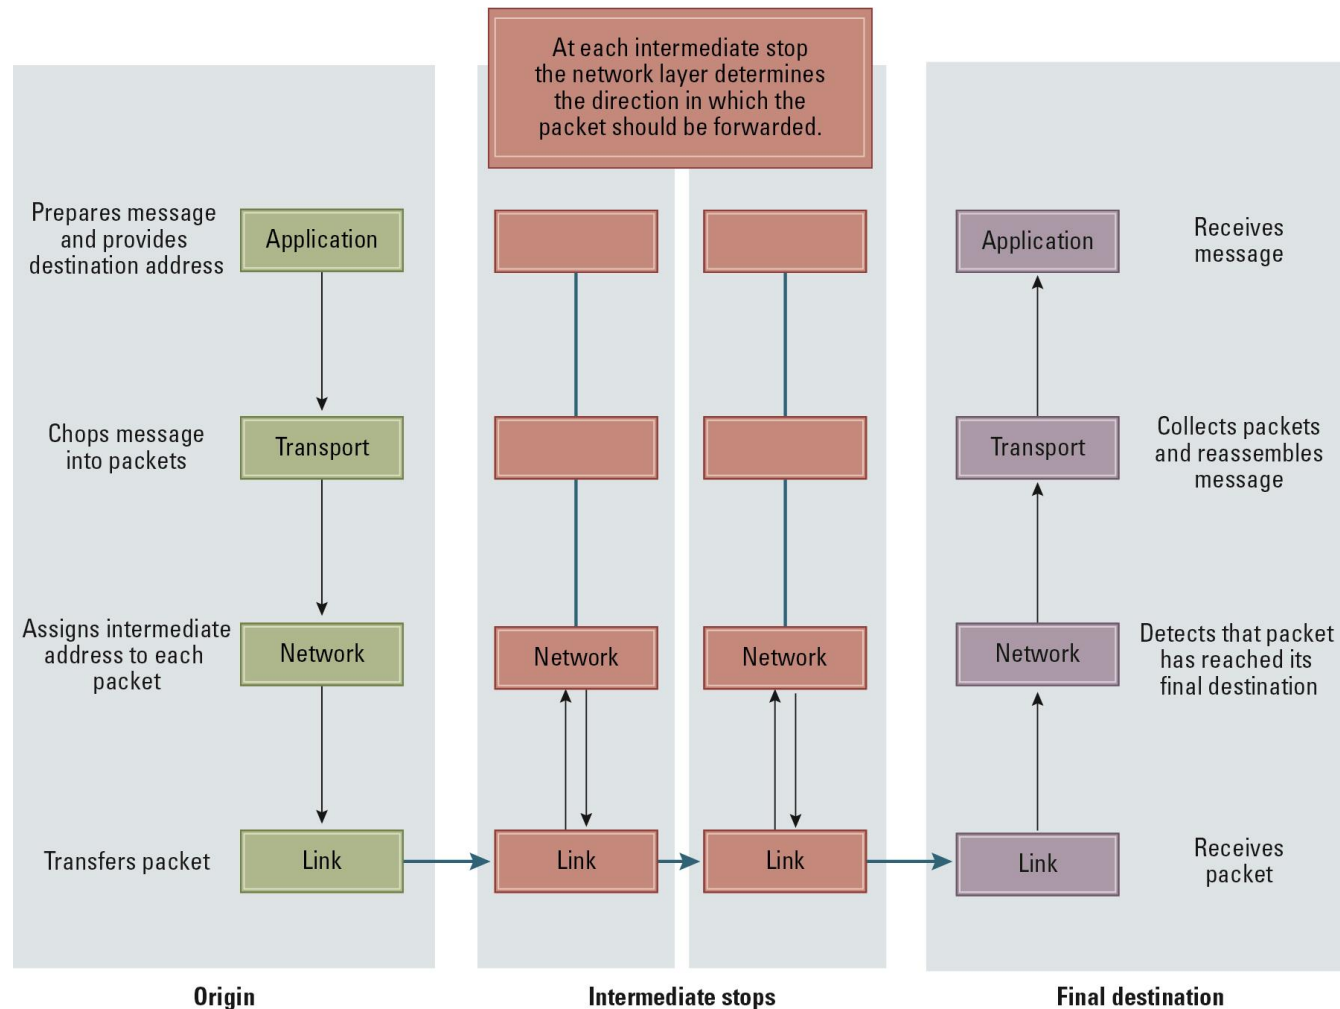 At each intermediate stop
the network layer determines
the direction in which the
packet should be forwarded.
Prepares message
and provides
destination address
Application
Chops message
into packets
Transport
Assigns intermediate
address to each
packet
Network
Transfers packet
Link
Origin
Network
Link
Network
Link
Intermediate stops
Application
Receives
message
Transport
Collects packets
and reassembles
message
Network
Detects that packet
has reached its
final destination
Link
Receives
packet
Final destination